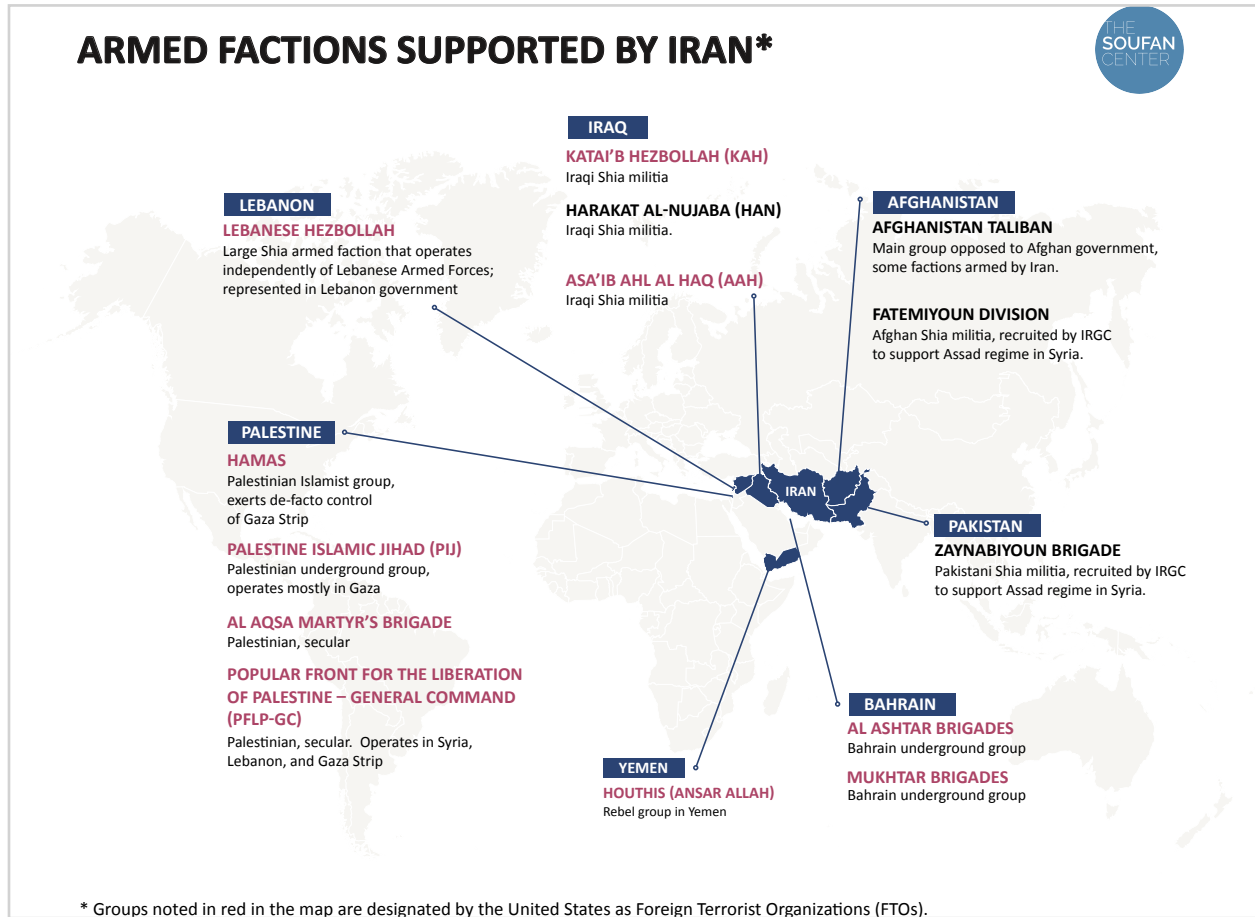 ARMED FACTIONS SUPPORTED BY IRAN*
THE
SOUFAN
CENTER
IRAQ
KATAI’B HEZBOLLAH (KAH)
Iraqi Shia militia
HARAKAT AL-NUJABA (HAN)
Iraqi Shia militia.
ASA’IB AHL AL HAQ (AAH)
Iraqi Shia militia
LEBANON
LEBANESE HEZBOLLAH
Large Shia armed faction that operates
independently of Lebanese Armed Forces;
represented in Lebanon government
AFGHANISTAN
AFGHANISTAN TALIBAN
Main group opposed to Afghan government,
some factions armed by Iran.
FATEMIYOUN DIVISION
Afghan Shia militia, recruited by IRGC
to support Assad regime in Syria.
PALESTINE
HAMAS
Palestinian Islamist group,
exerts de-facto control
of Gaza Strip
PALESTINE ISLAMIC JIHAD (PIJ)
Palestinian underground group,
operates mostly in Gaza
AL AQSA MARTYR’S BRIGADE
Palestinian, secular
POPULAR FRONT FOR THE LIBERATION
OF PALESTINE – GENERAL COMMAND
(PFLP-GC)
Palestinian, secular.  Operates in Syria,
Lebanon, and Gaza Strip
IRAN
PAKISTAN
ZAYNABIYOUN BRIGADE
Pakistani Shia militia, recruited by IRGC
to support Assad regime in Syria.
BAHRAIN
AL ASHTAR BRIGADES
Bahrain underground group
MUKHTAR BRIGADES
Bahrain underground group
YEMEN
HOUTHIS (ANSAR ALLAH)
Rebel group in Yemen
* Groups noted in red in the map are designated by the United States as Foreign Terrorist Organizations (FTOs).